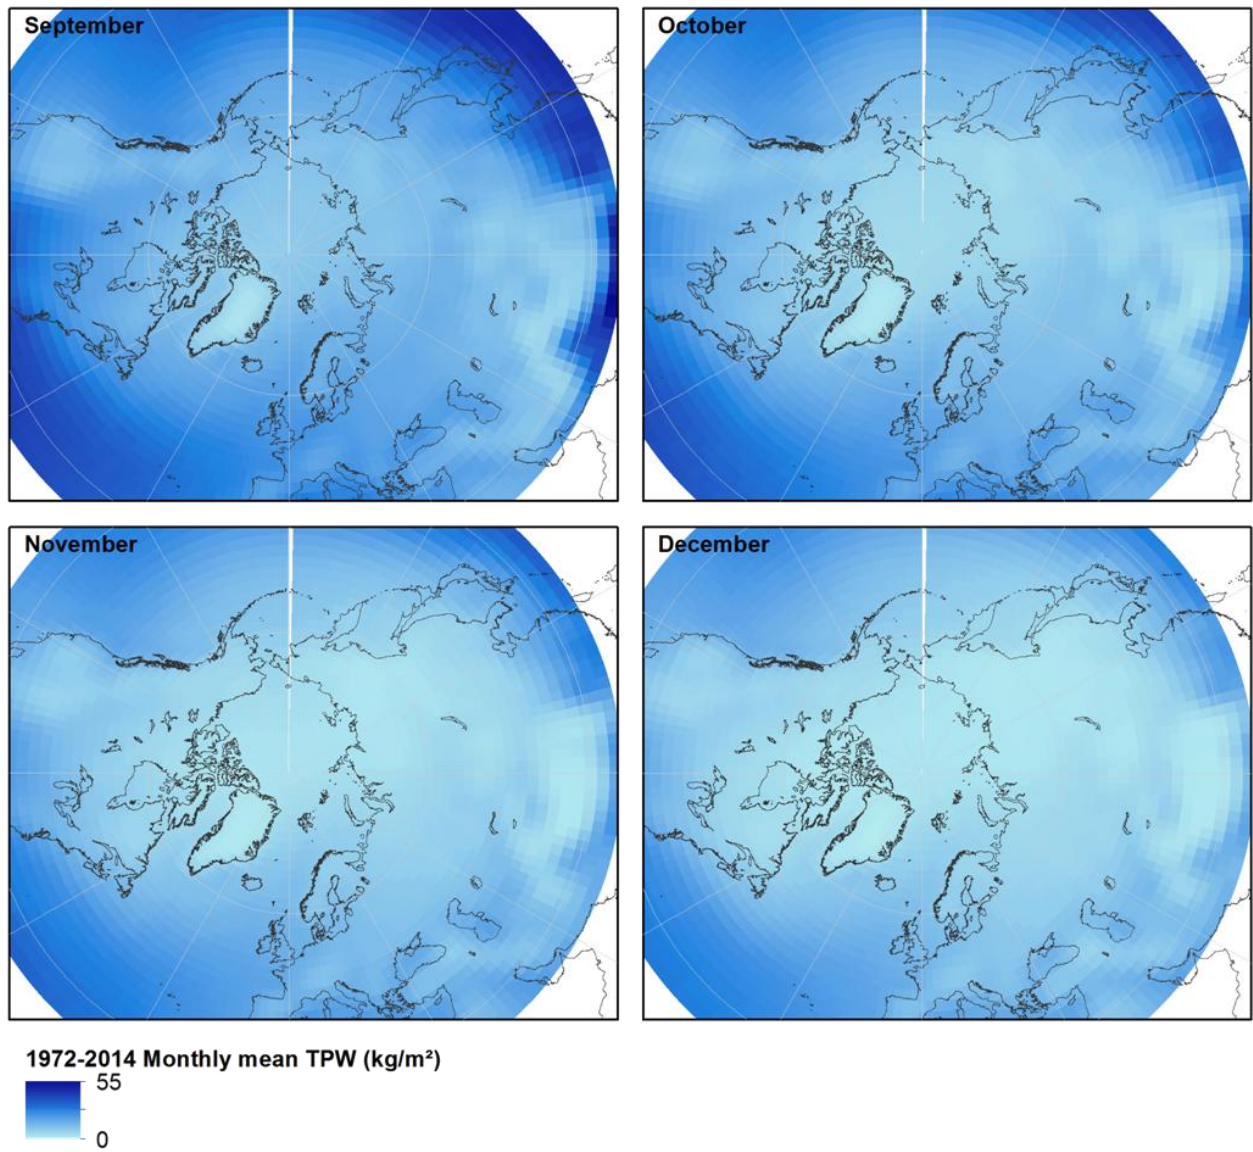 September
October
November
December
1972-2014 Monthly mean TPW (kg/m²)
55
0